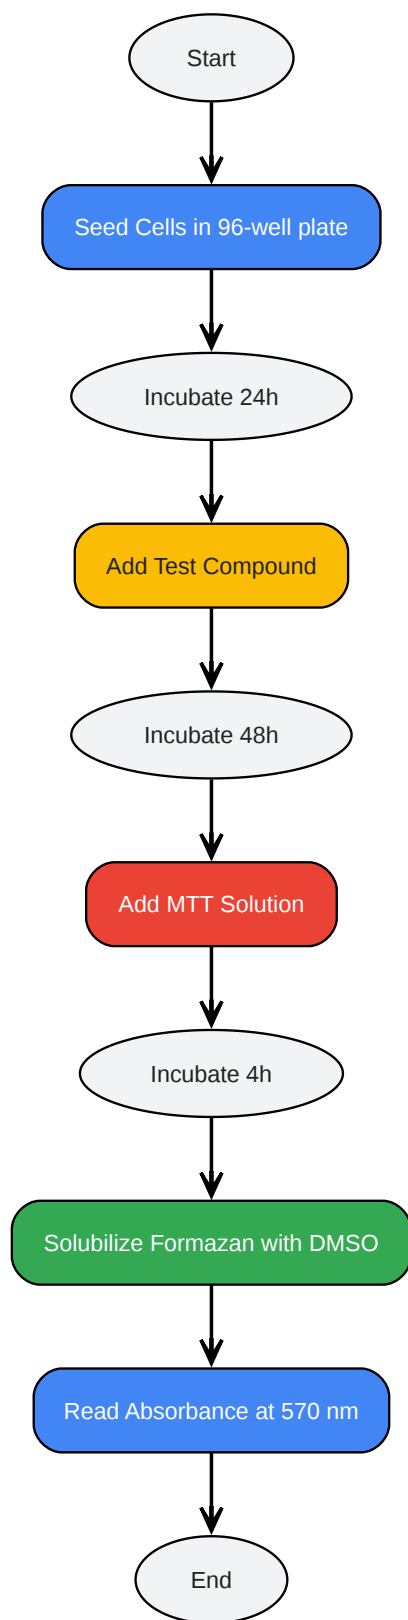 Start
Seed Cells in 96-well plate
Incubate 24h
Add Test Compound
Incubate 48h
Add MTT Solution
Incubate 4h
Solubilize Formazan with DMSO
Read Absorbance at 570 nm
End